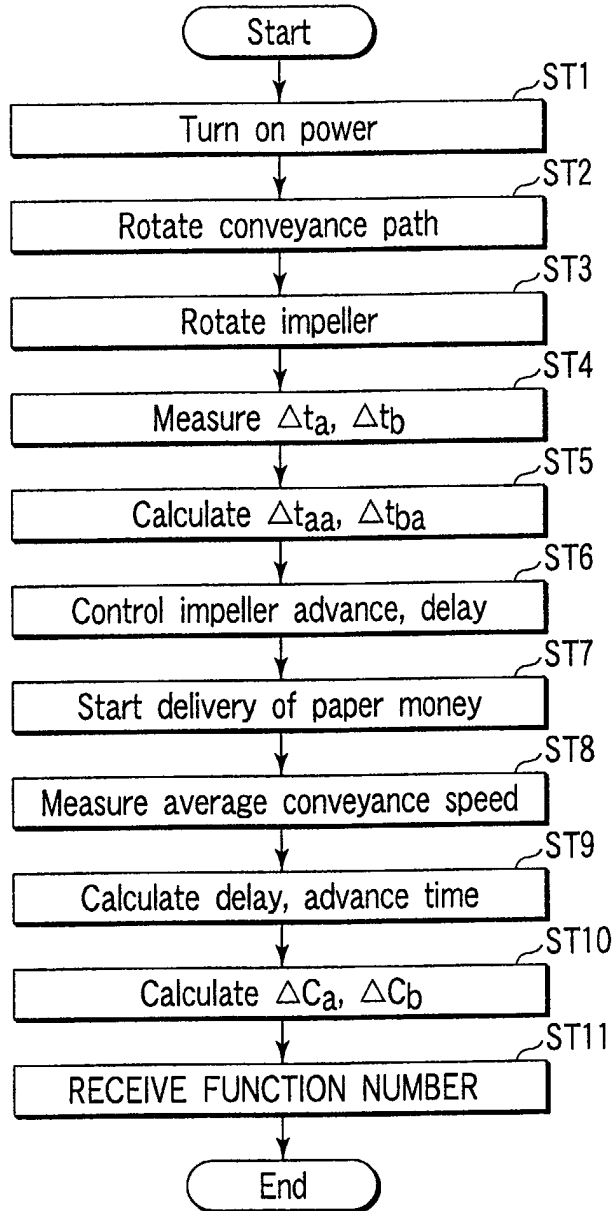 Start
ST1
Turn on power
ST2
Rotate conveyance path
ST3
Rotate impeller
ST4
Measure △ta, △tb
ST5
Calculate △taa, △tba
ST6
Control impeller advance, delay
ST7
Start delivery of paper money
ST8
Measure average conveyance speed
ST9
Calculate delay, advance time
ST10
Calculate △Ca, △Cb
ST11
RECEIVE FUNCTION NUMBER
End